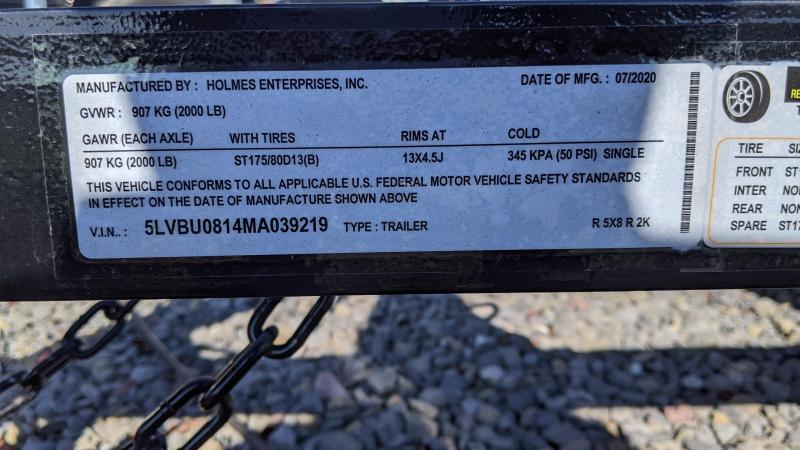 MANUFACTURED BY : HOLMES ENTERPRISES, INC. DATE OF MFG. : 07/2020
GVWR : 907 KG (2000 LB)
GAWR (EACH AXLE) WITH TIRES RIMS AT COLD
907 KG (2000 LB) ST175/80D13(B) 13X4.5J 345 KPA (50 PSI) SINGLE
THIS VEHICLE CONFORMS TO ALL APPLICABLE U.S. FEDERAL MOTOR VEHICLE SAFETY STANDARDS
IN EFFECT ON THE DATE OF MANUFACTURE SHOWN ABOVE
V.I.N.. : 5LVBU0814MA039219 TYPE : TRAILER R 5X8 R 2K
TIRE
FRONT
INTER
REAR
SPARE